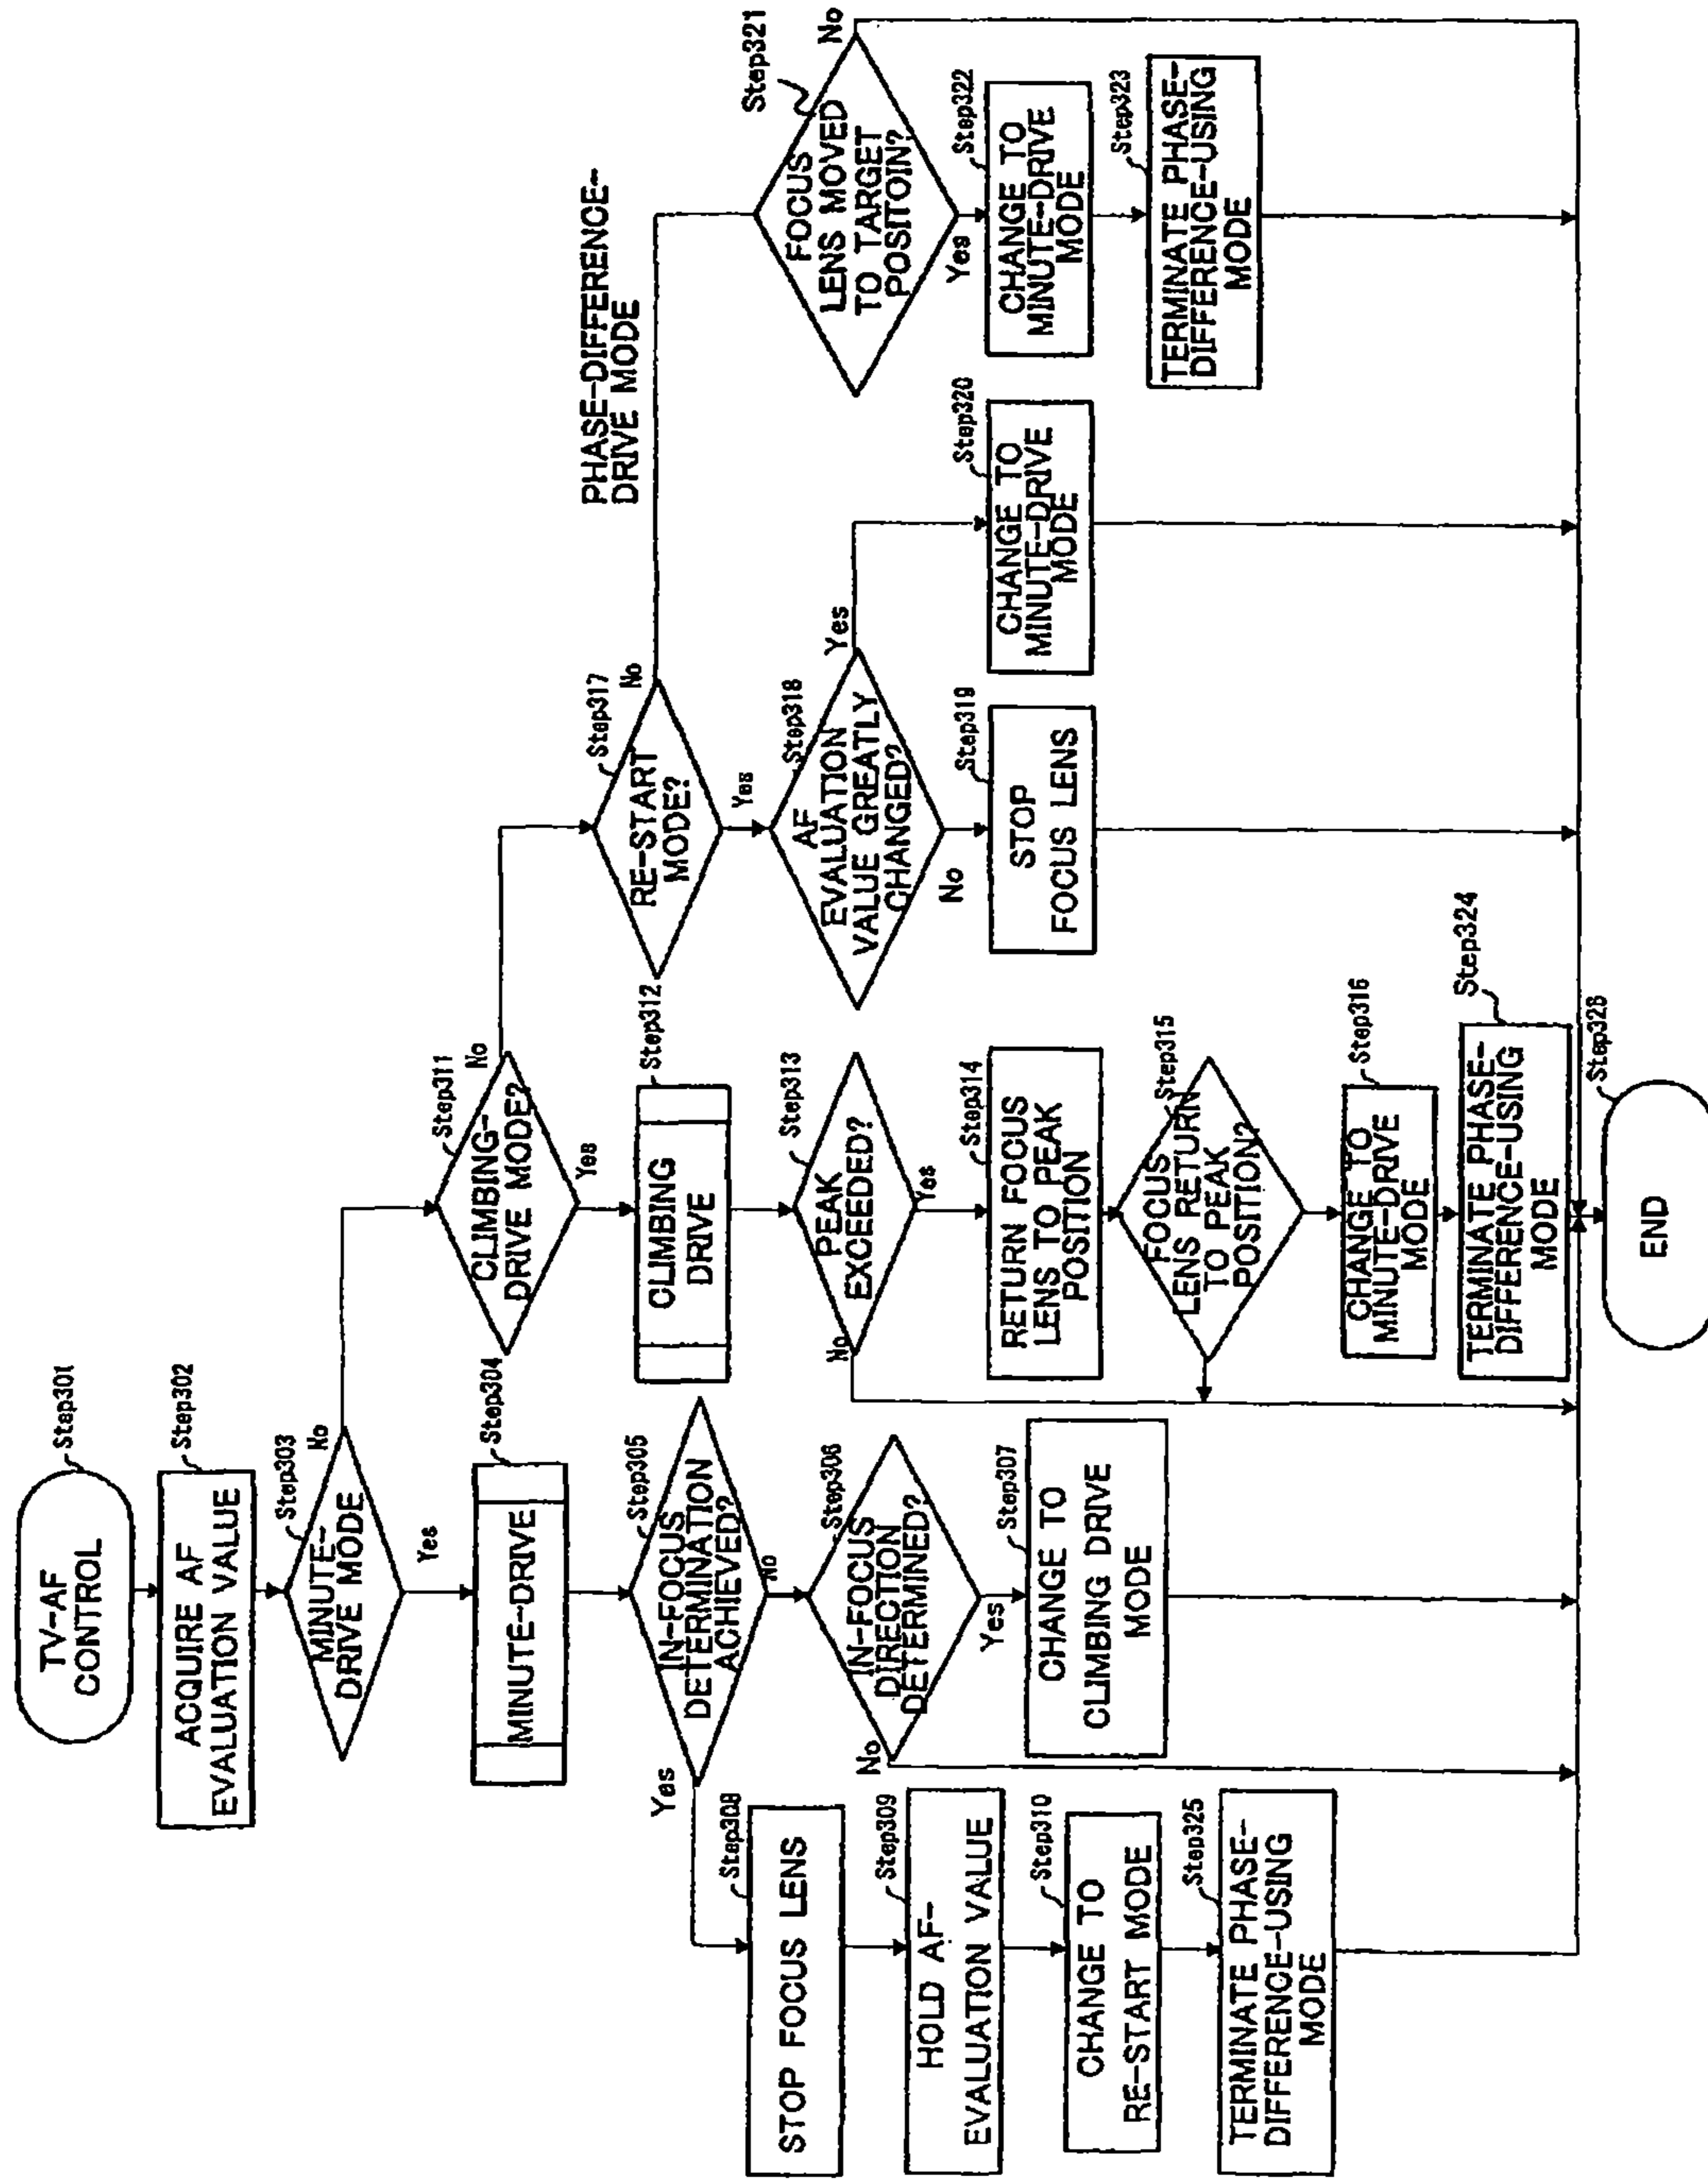 TV-AF
CONTROL
Step301
ACQUIRE AF
EVALUATION VALUE
Step302
MINUTE-
DRIVE MODE
Step303
No
Yes
MINUTE-DRIVE
Step304
IN-FOCUS
DETERMINATION
ACHIEVED?
Step305
Yes
No
IN-FOCUS
DIRECTION
DETERMINED?
Step306
No
Yes
CHANGE TO
CLIMBING DRIVE
MODE
Step307
STOP FOCUS LENS
Step308
HOLD AF-
EVALUATION VALUE
Step309
CHANGE TO
RE-START MODE
Step310
TERMINATE PHASE-
DIFFERENCE-USING
MODE
Step325
CLIMBING-
DRIVE MODE?
Step311
No
Yes
CLIMBING
DRIVE
Step312
PEAK
EXCEEDED?
Step313
No
Yes
RETURN FOCUS
LENS TO PEAK
POSITION
Step314
FOCUS
LENS RETURN
TO PEAK
POSITION?
Step315
CHANGE TO
MINUTE-DRIVE
MODE
Step316
TERMINATE PHASE-
DIFFERENCE-USING
MODE
Step324
RE-START
MODE?
Step317
No
Yes
AF
EVALUATION
VALUE GREATLY
CHANGED?
Step318
Yes
No
STOP
FOCUS LENS
Step319
CHANGE TO
MINUTE-DRIVE
MODE
Step320
PHASE-DIFFERENCE-
DRIVE MODE
FOCUS
LENS MOVED
TO TARGET
POSITOIN?
Step321
No
Yes
CHANGE TO
MINUTE-DRIVE
MODE
Step322
TERMINATE PHASE-
DIFFERENCE-USING
MODE
Step323
END
Step326